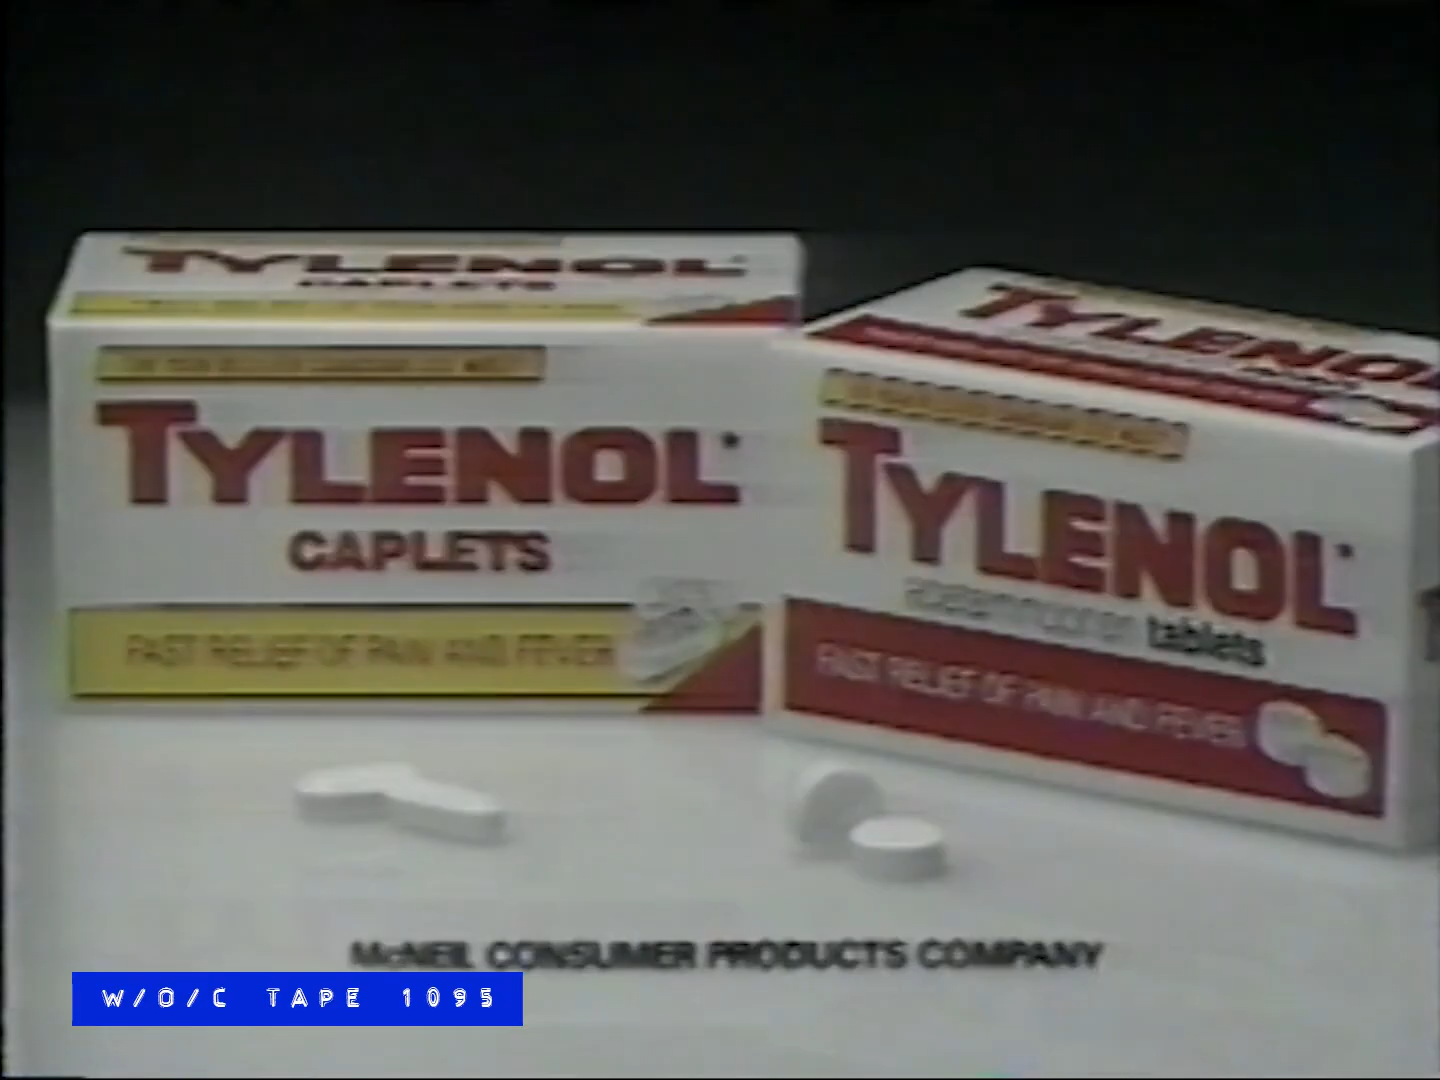 TYLENOL
CAPLETS
TYLENOL
CAPLETS
FAST RELIEF OF PAIN AND FEVER
TYLENOL
TYLENOL
acetaminophen tablets
FAST RELIEF OF PAIN AND FEVER
McNEIL CONSUMER PRODUCTS COMPANY
W/O/C TAPE 1095